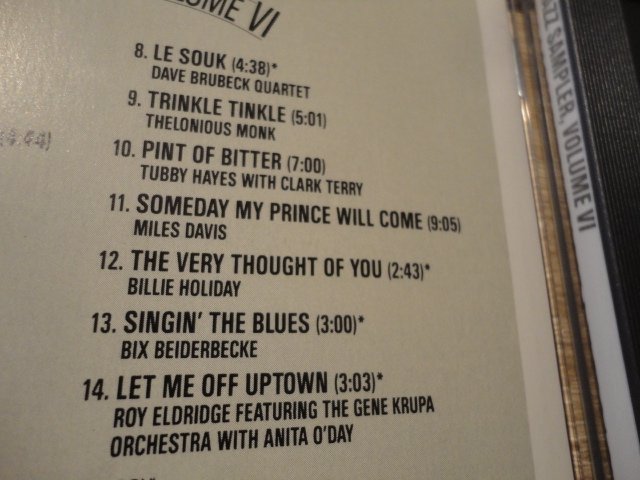 VOLUME VI
8. LE SOUK (4:38)*
DAVE BRUBECK QUARTET
9. TRINKLE TINKLE (5:01)
THELONIOUS MONK
(4:44)
10. PINT OF BITTER (7:00)
TUBBY HAYES WITH CLARK TERRY
11. SOMEDAY MY PRINCE WILL COME (9:05)
MILES DAVIS
12. THE VERY THOUGHT OF YOU (2:43)*
BILLIE HOLIDAY
13. SINGIN' THE BLUES (3:00)*
BIX BEIDERBECKE
14. LET ME OFF UPTOWN (3:03)*
ROY ELDRIDGE FEATURING THE GENE KRUPA
ORCHESTRA WITH ANITA O'DAY
JAZZ SAMPLER, VOLUME VI